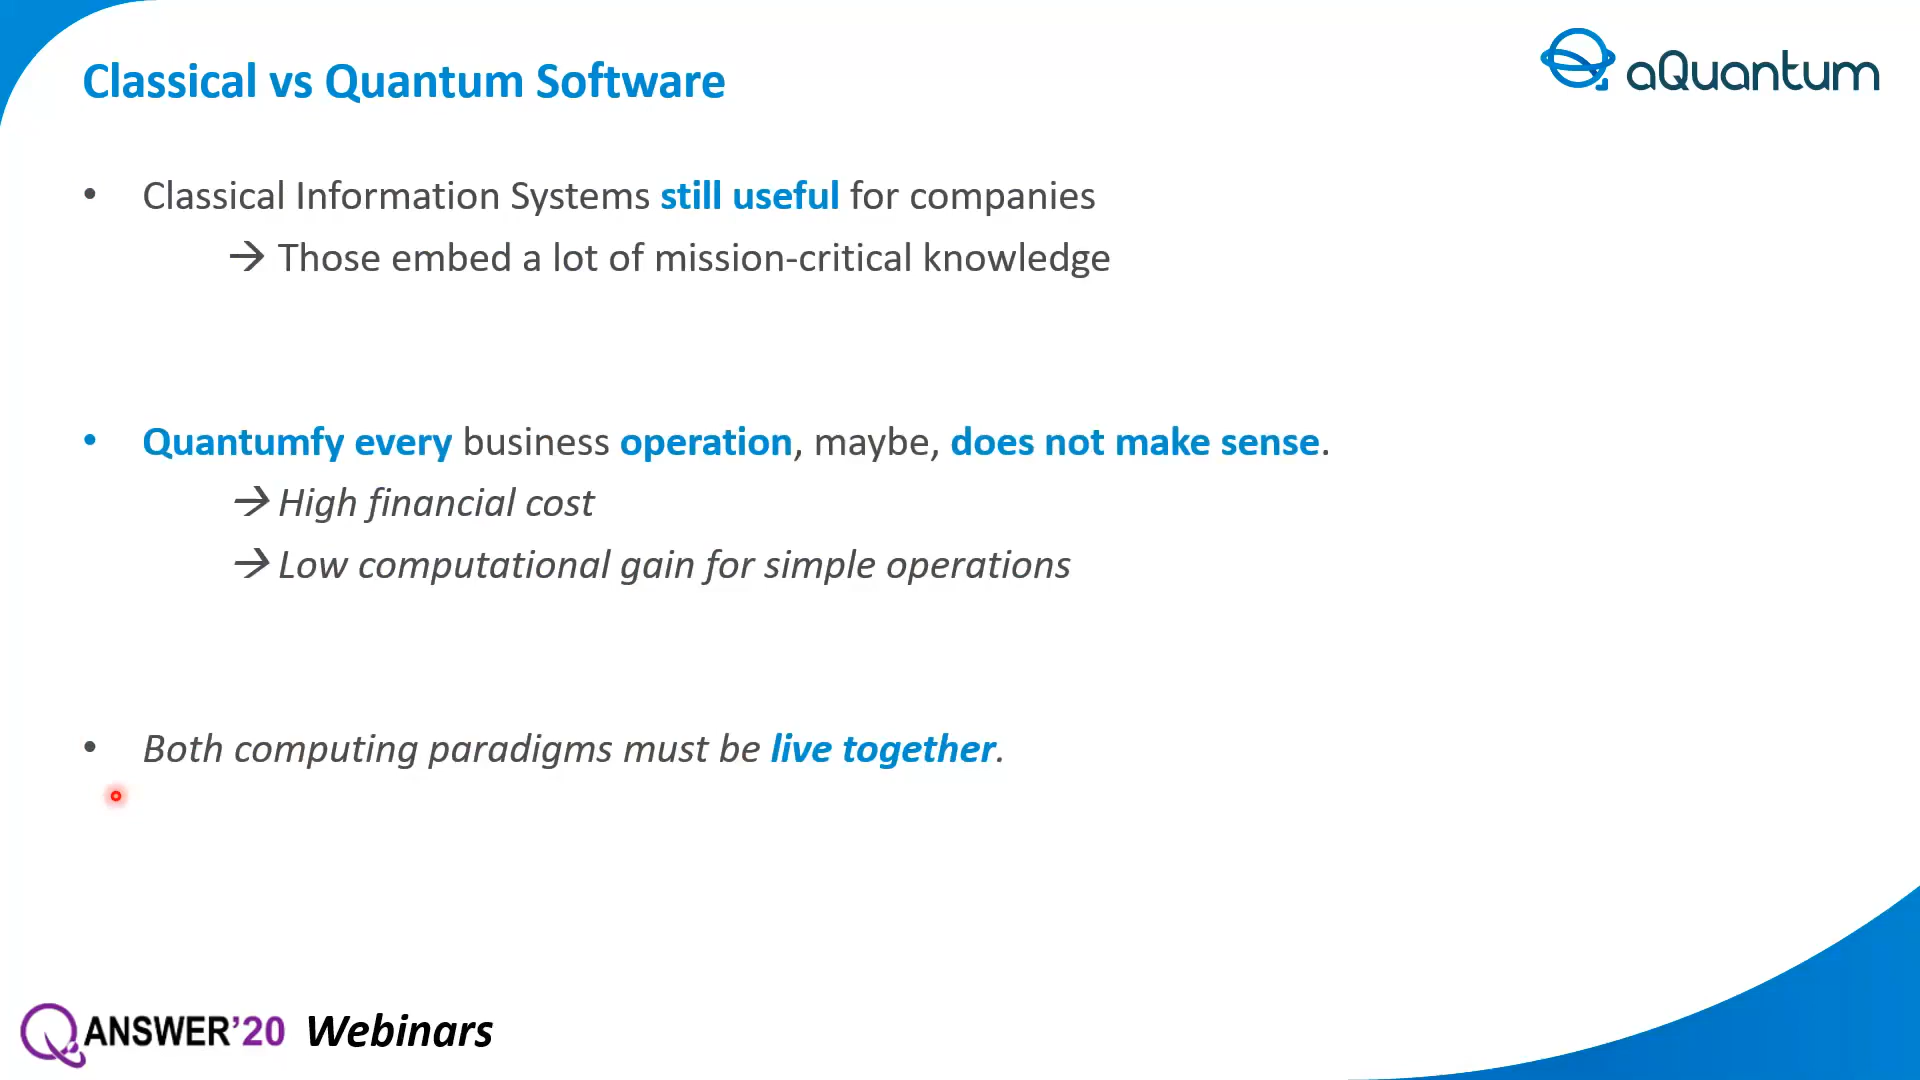 Classical vs Quantum Software
aQuantum
• Classical Information Systems still useful for companies
→ Those embed a lot of mission-critical knowledge
• Quantumfy every business operation, maybe, does not make sense.
→ High financial cost
→ Low computational gain for simple operations
• Both computing paradigms must be live together.
QANSWER’20 Webinars